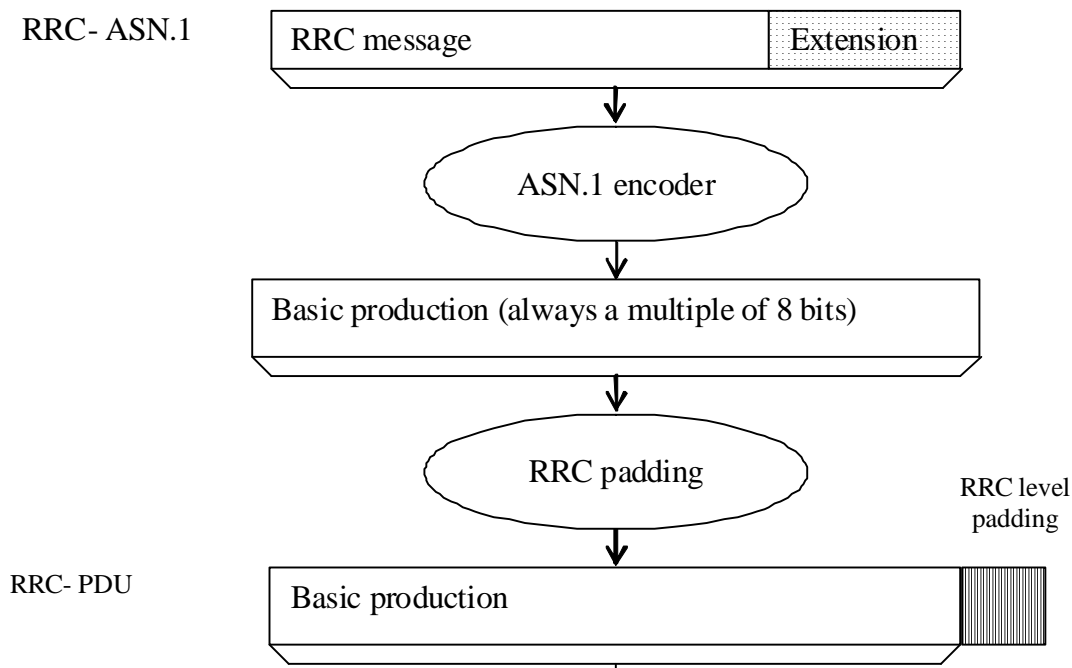 RRC- ASN.1
RRC message
Extension
ASN.1 encoder
Basic production (always a multiple of 8 bits)
RRC padding
RRC level
padding
RRC- PDU
Basic production